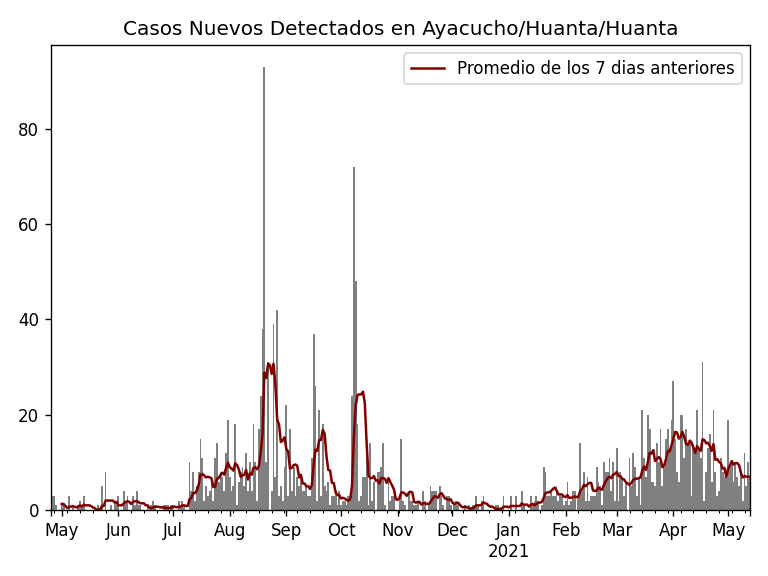 Casos Nuevos Detectados en Ayacucho/Huanta/Huanta
Promedio de los 7 dias anteriores
80
60
40
20
0
May Jun Jul Aug Sep Oct Nov Dec Jan Feb Mar Apr May
2021